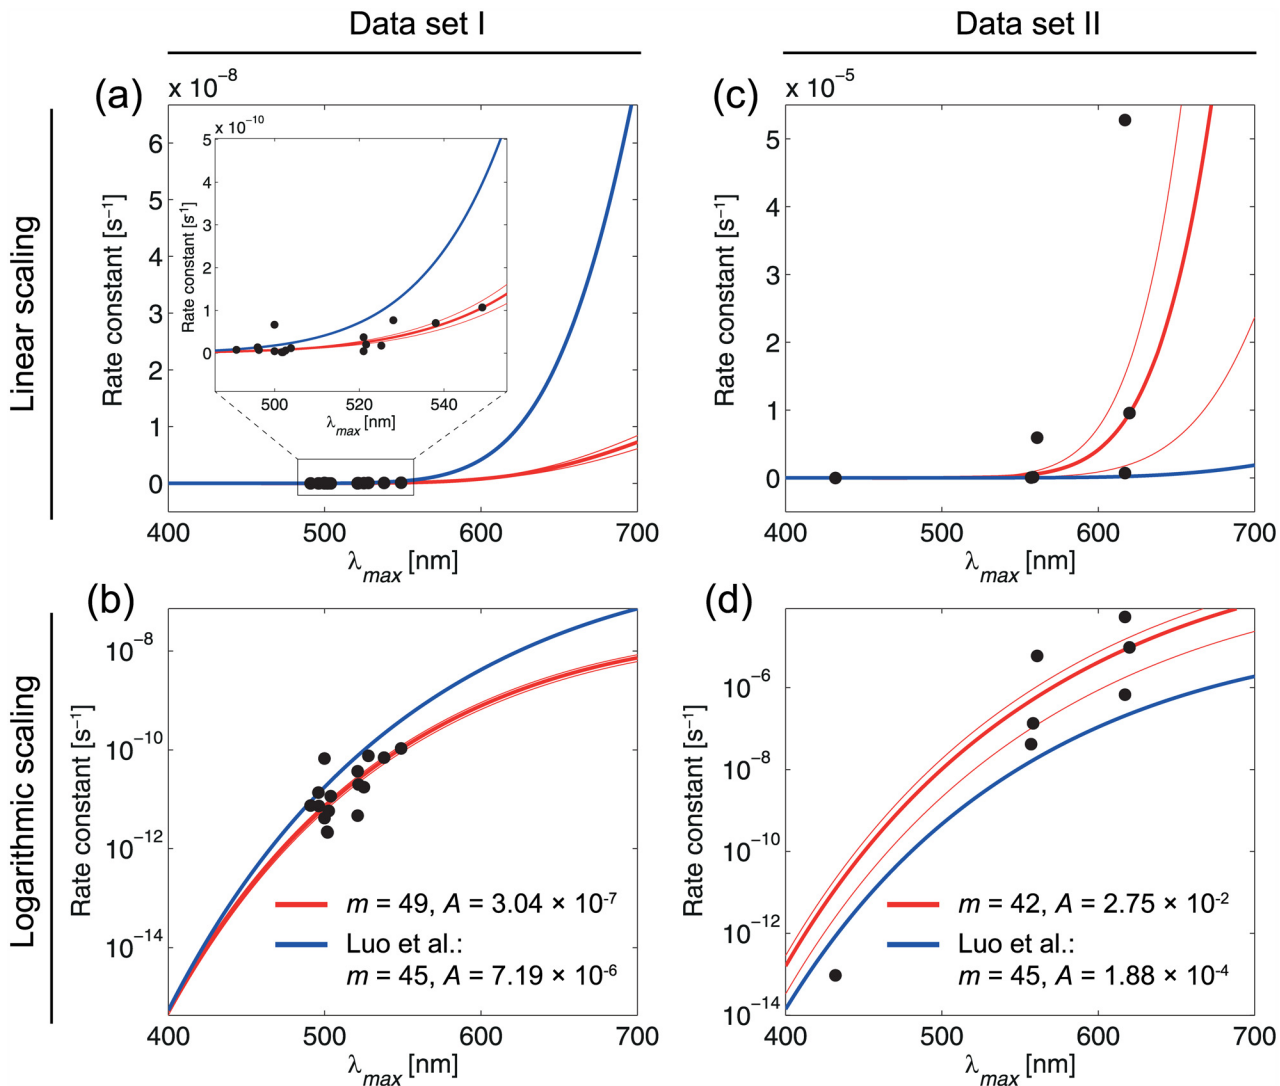 Data set I
Data set II
Linear scaling
Logarithmic scaling
(a)
x 10⁻⁸
Rate constant [s⁻¹]
6
5
4
3
2
1
0
400
500
600
700
λmax [nm]
x 10⁻¹⁰
Rate constant [s⁻¹]
5
4
3
2
1
0
500
520
540
λmax [nm]
(c)
x 10⁻⁵
Rate constant [s⁻¹]
5
4
3
2
1
0
400
500
600
700
λmax [nm]
(b)
Rate constant [s⁻¹]
10⁻⁸
10⁻¹⁰
10⁻¹²
10⁻¹⁴
m = 49, A = 3.04 × 10⁻⁷
Luo et al.:
m = 45, A = 7.19 × 10⁻⁶
400
500
600
700
λmax [nm]
(d)
Rate constant [s⁻¹]
10⁻⁶
10⁻⁸
10⁻¹⁰
10⁻¹²
10⁻¹⁴
m = 42, A = 2.75 × 10⁻²
Luo et al.:
m = 45, A = 1.88 × 10⁻⁴
400
500
600
700
λmax [nm]